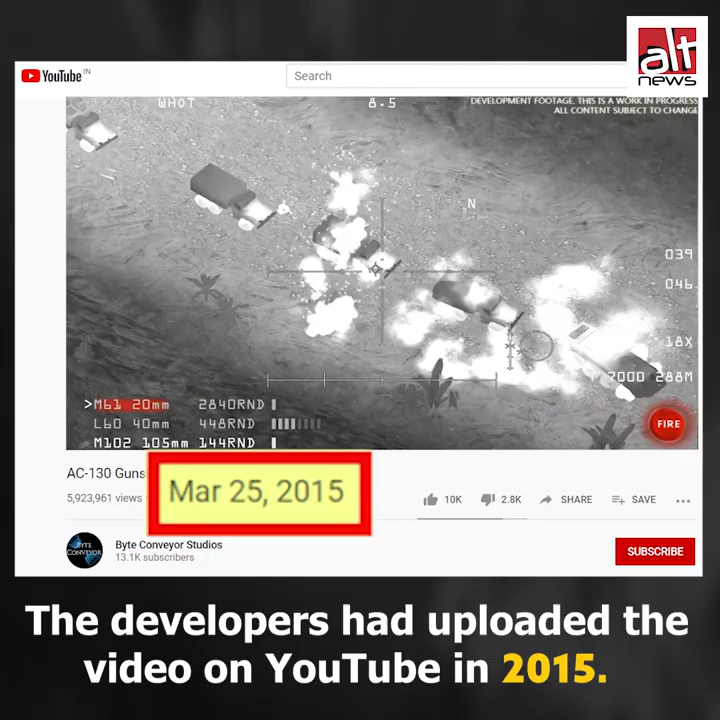 alt
news
YouTube IN
Search
WHOT
8.5
DEVELOPMENT FOOTAGE. THIS IS A WORK IN PROGRESS
ALL CONTENT SUBJECT TO CHANGE
N
039
046
18X
7000 288M
>M61 20mm 2840RND
L60 40mm 448RND
M102 105mm 144RND
FIRE
AC-130 Guns
5,923,961 views
Mar 25, 2015
10K
2.8K
SHARE
SAVE
BYTE
CONVEYOR
Byte Conveyor Studios
13.1K subscribers
SUBSCRIBE
The developers had uploaded the
video on YouTube in 2015.